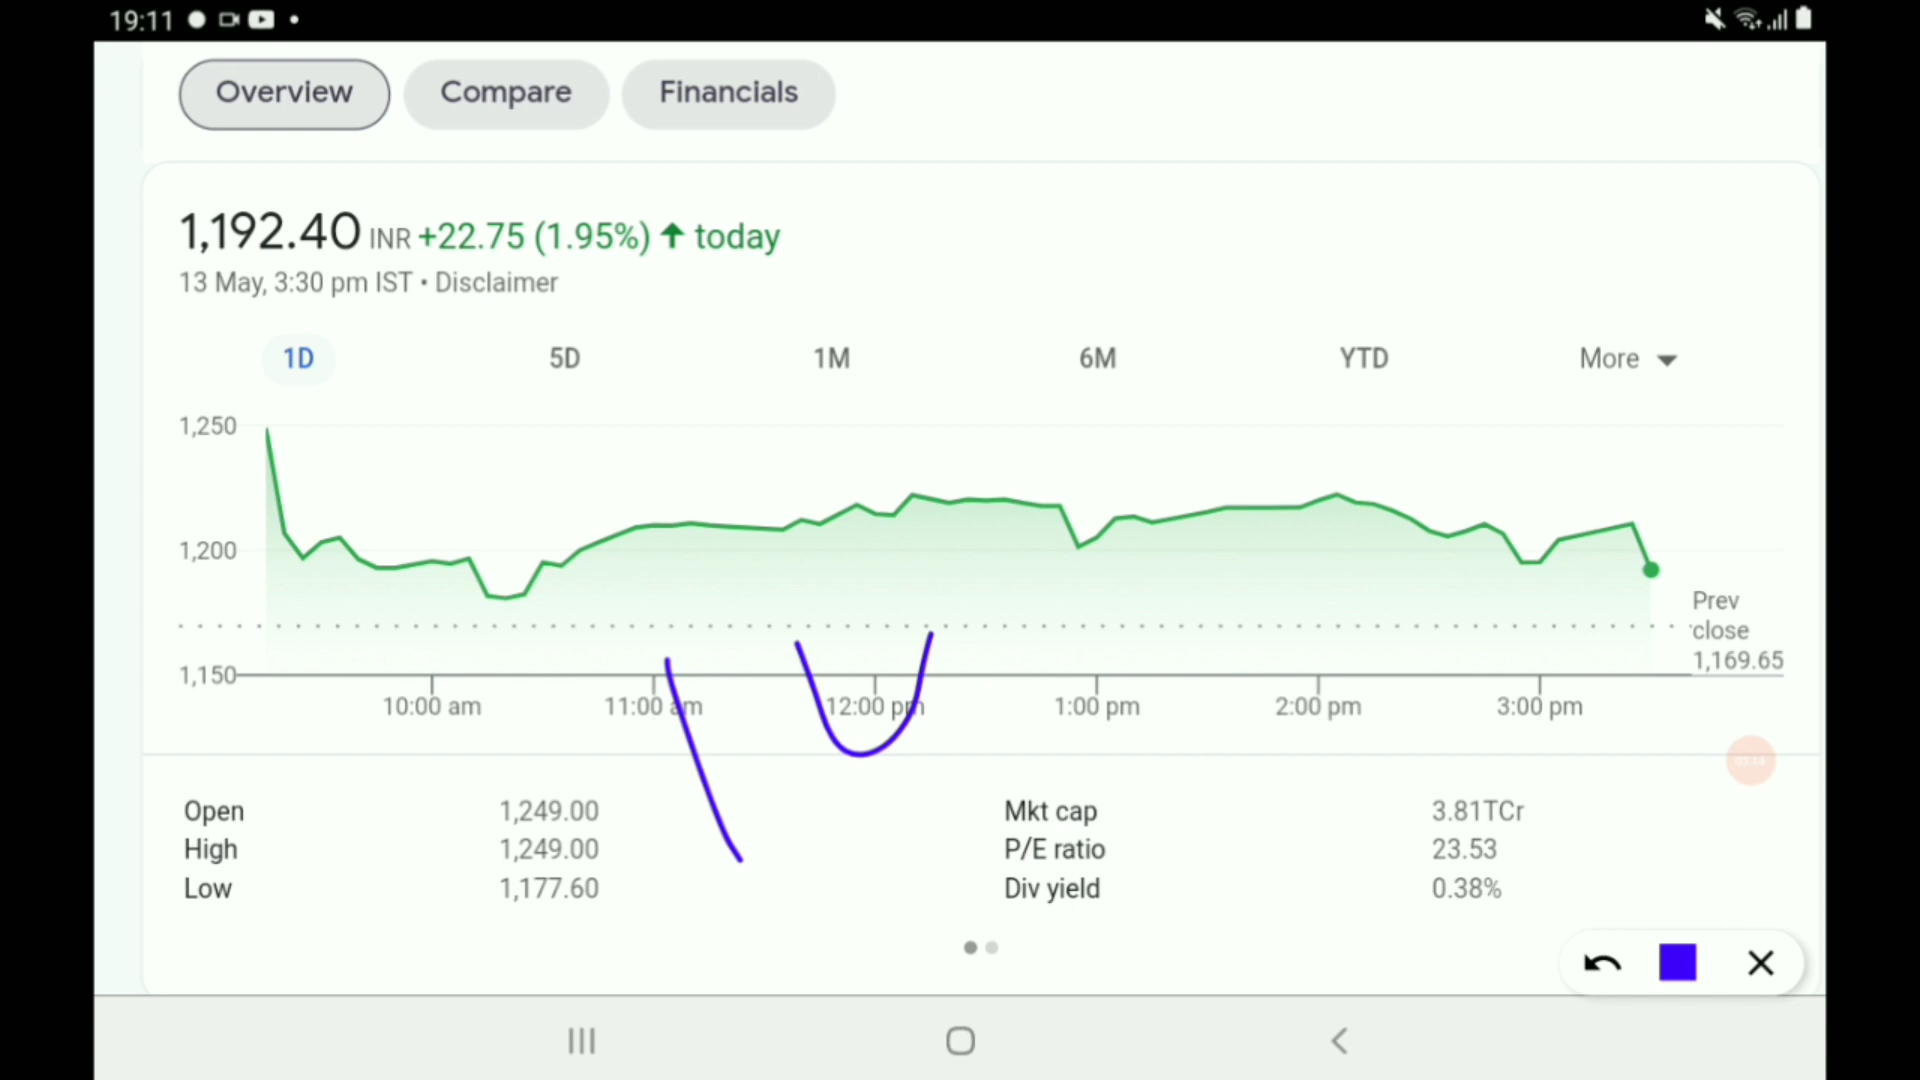 19:11
Overview Compare Financials
1,192.40 INR +22.75 (1.95%) ↑ today
13 May, 3:30 pm IST • Disclaimer
1D 5D 1M 6M YTD More
1,250
1,200
1,150
Prev
close
1,169.65
10:00 am 11:00 am 12:00 pm 1:00 pm 2:00 pm 3:00 pm
Open 1,249.00 Mkt cap 3.81TCr
High 1,249.00 P/E ratio 23.53
Low 1,177.60 Div yield 0.38%